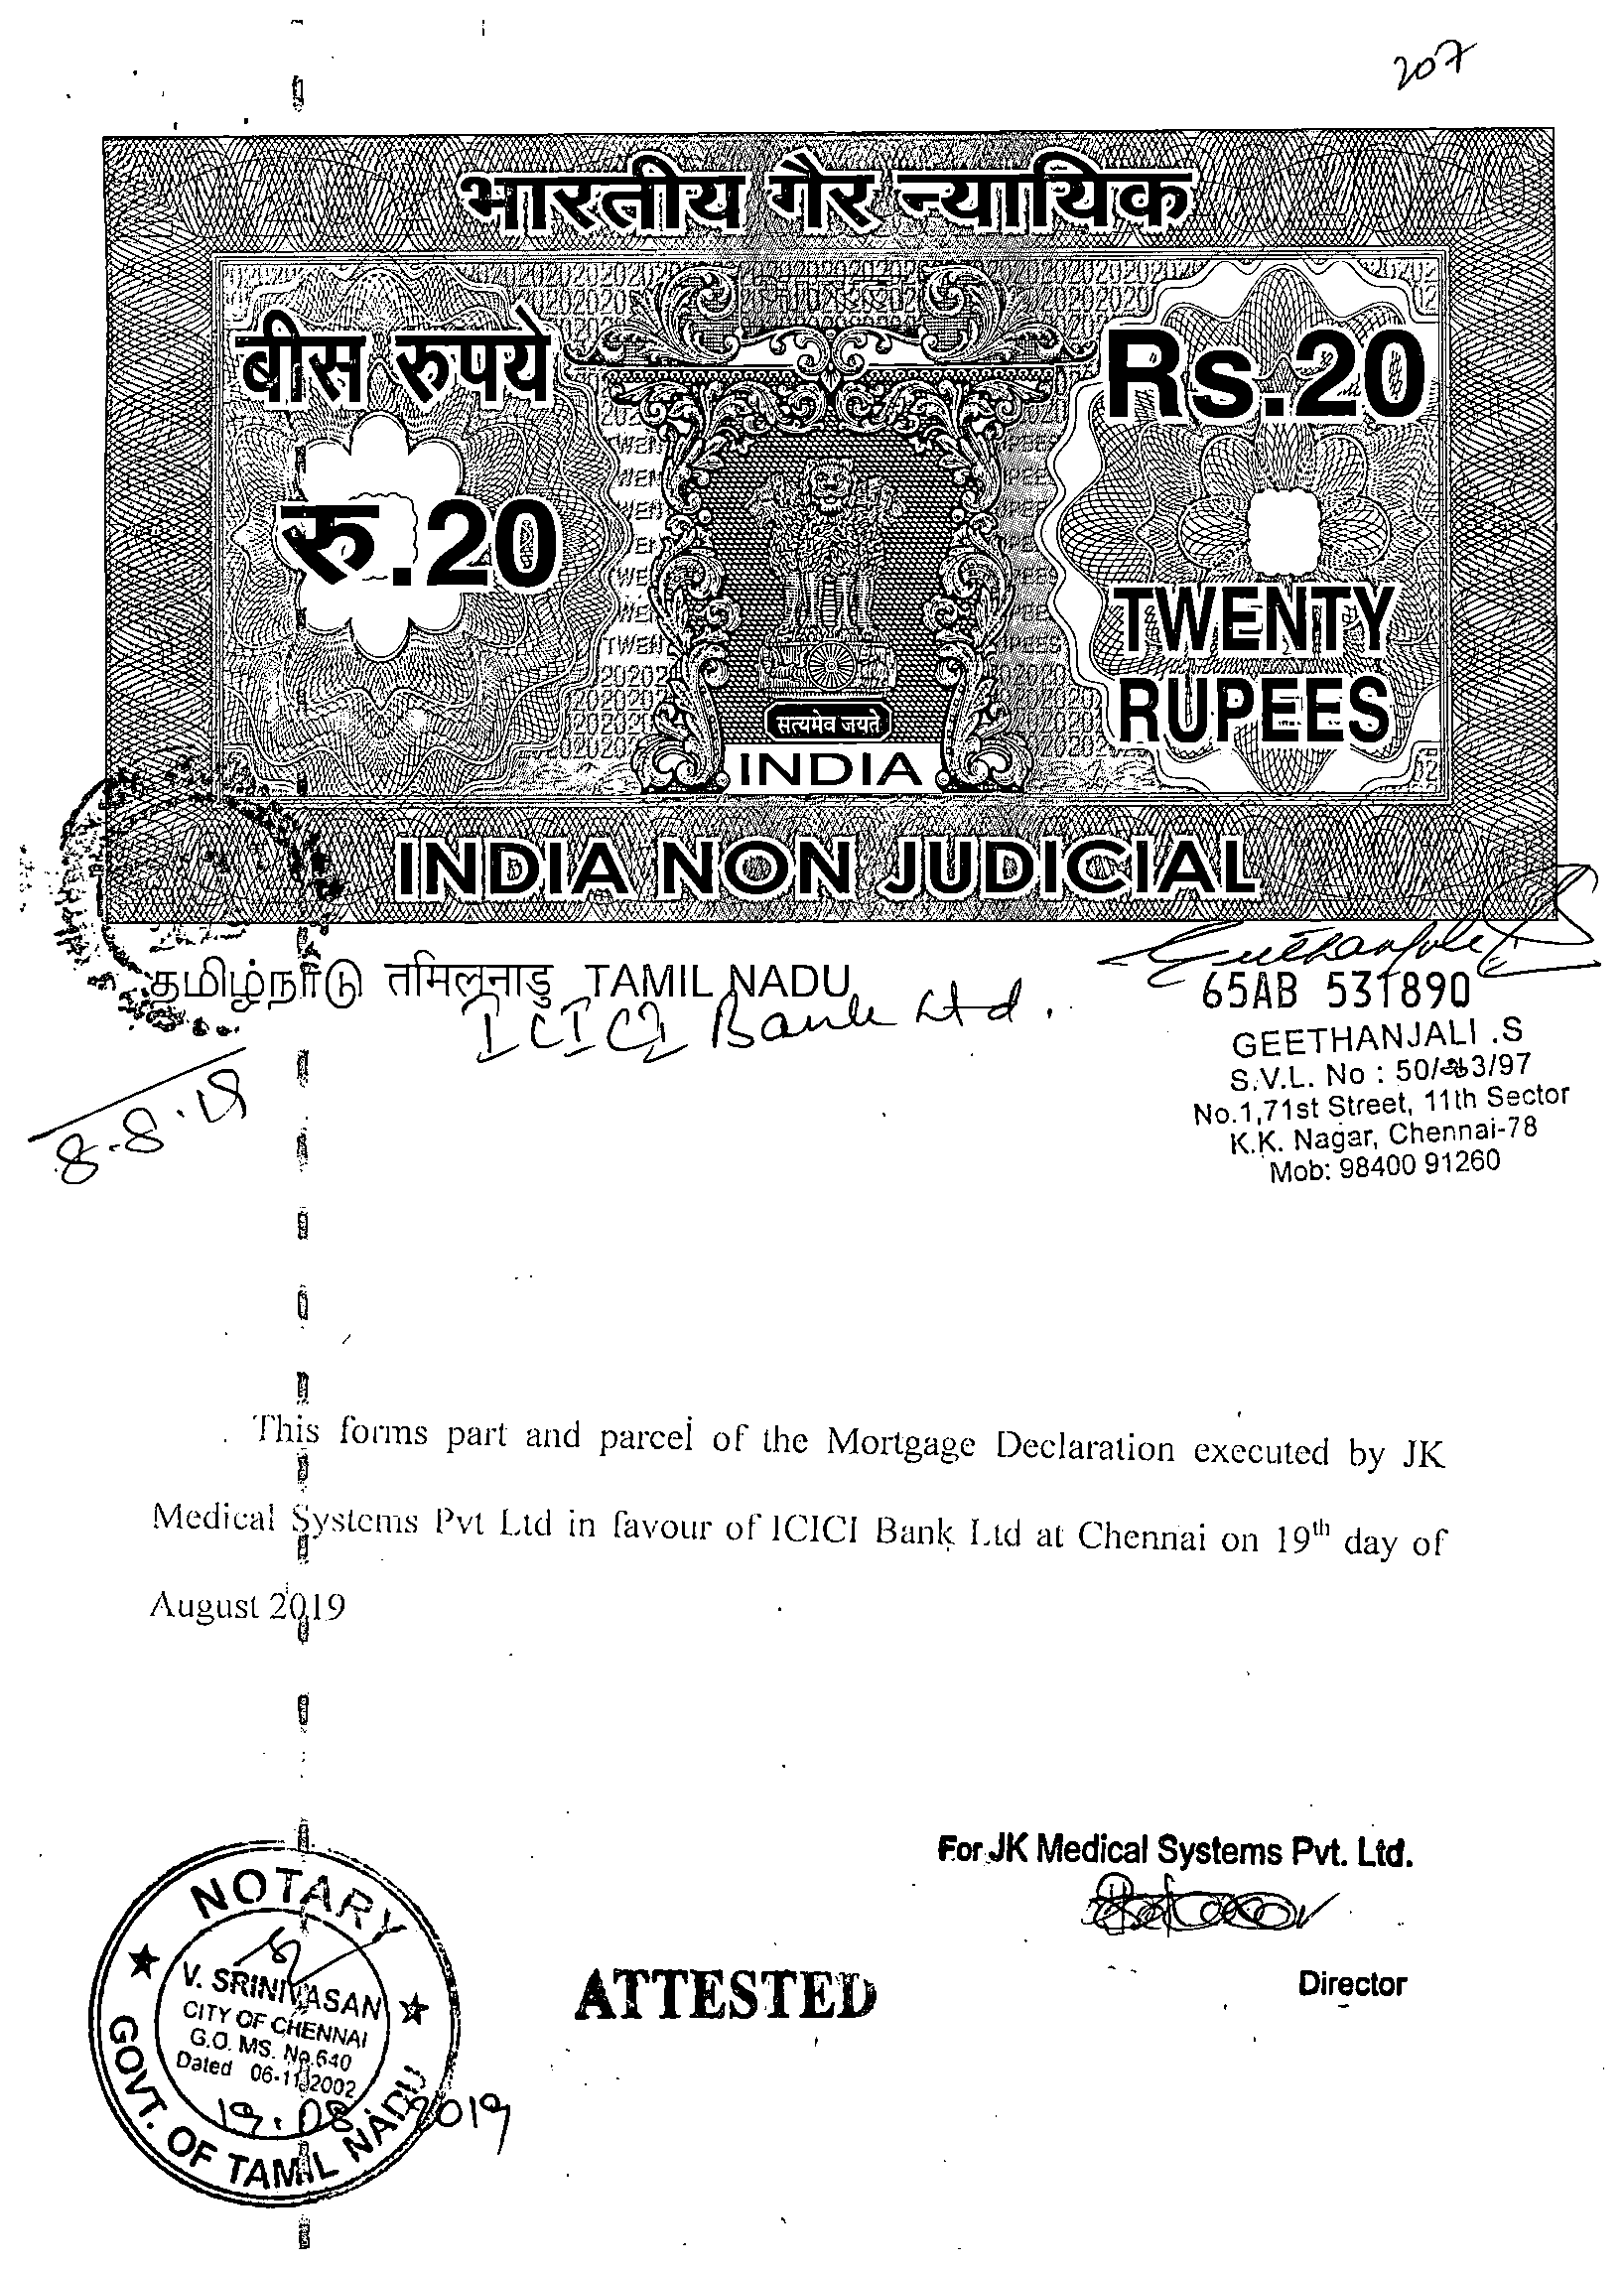 207
भारतीय गैर न्यायिक
बीस रुपये
Rs.20
रु.20
TWENTY
RUPEES
सत्यमेव जयते
INDIA
INDIA NON JUDICIAL
தமிழ்நாடு तमिलनाडु TAMIL NADU
ICICI Bank Ltd.
8.8.19
65AB 531890
GEETHANJALI .S
S.V.L. No : 50/ 3/97
No.1,71st Street, 11th Sector
K.K. Nagar, Chennai-78
Mob: 98400 91260
This forms part and parcel of the Mortgage Declaration executed by JK
Medical Systems Pvt Ltd in favour of ICICI Bank Ltd at Chennai on 19th day of
August 2019
For JK Medical Systems Pvt. Ltd.
Director
ATTESTED
NOTARY
V. SRINIVASAN
CITY OF CHENNAI
G.O. MS. No.640
Dated 06-11-2002
19.08.2019
GOVT. OF TAMIL NADU